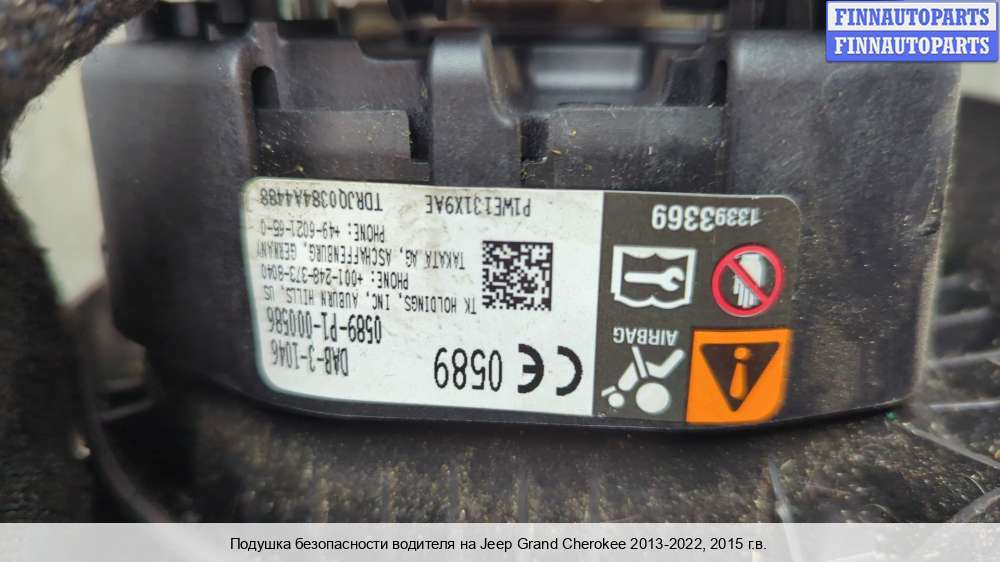 FINNAUTOPARTS
FINNAUTOPARTS
AIRBAG
13393369
CE 0589
DAB-3-1046
0589-P1-000586
TK HOLDINGS, INC, AUBURN HILLS, US
PHONE: +001-248-373-8040
TAKATA AG, ASCHAFFENBURG, GERMANY
PHONE: +49-6021-65-0
P1WE131X9AE
TDRJQ0384A4488
Подушка безопасности водителя на Jeep Grand Cherokee 2013-2022, 2015 г.в.